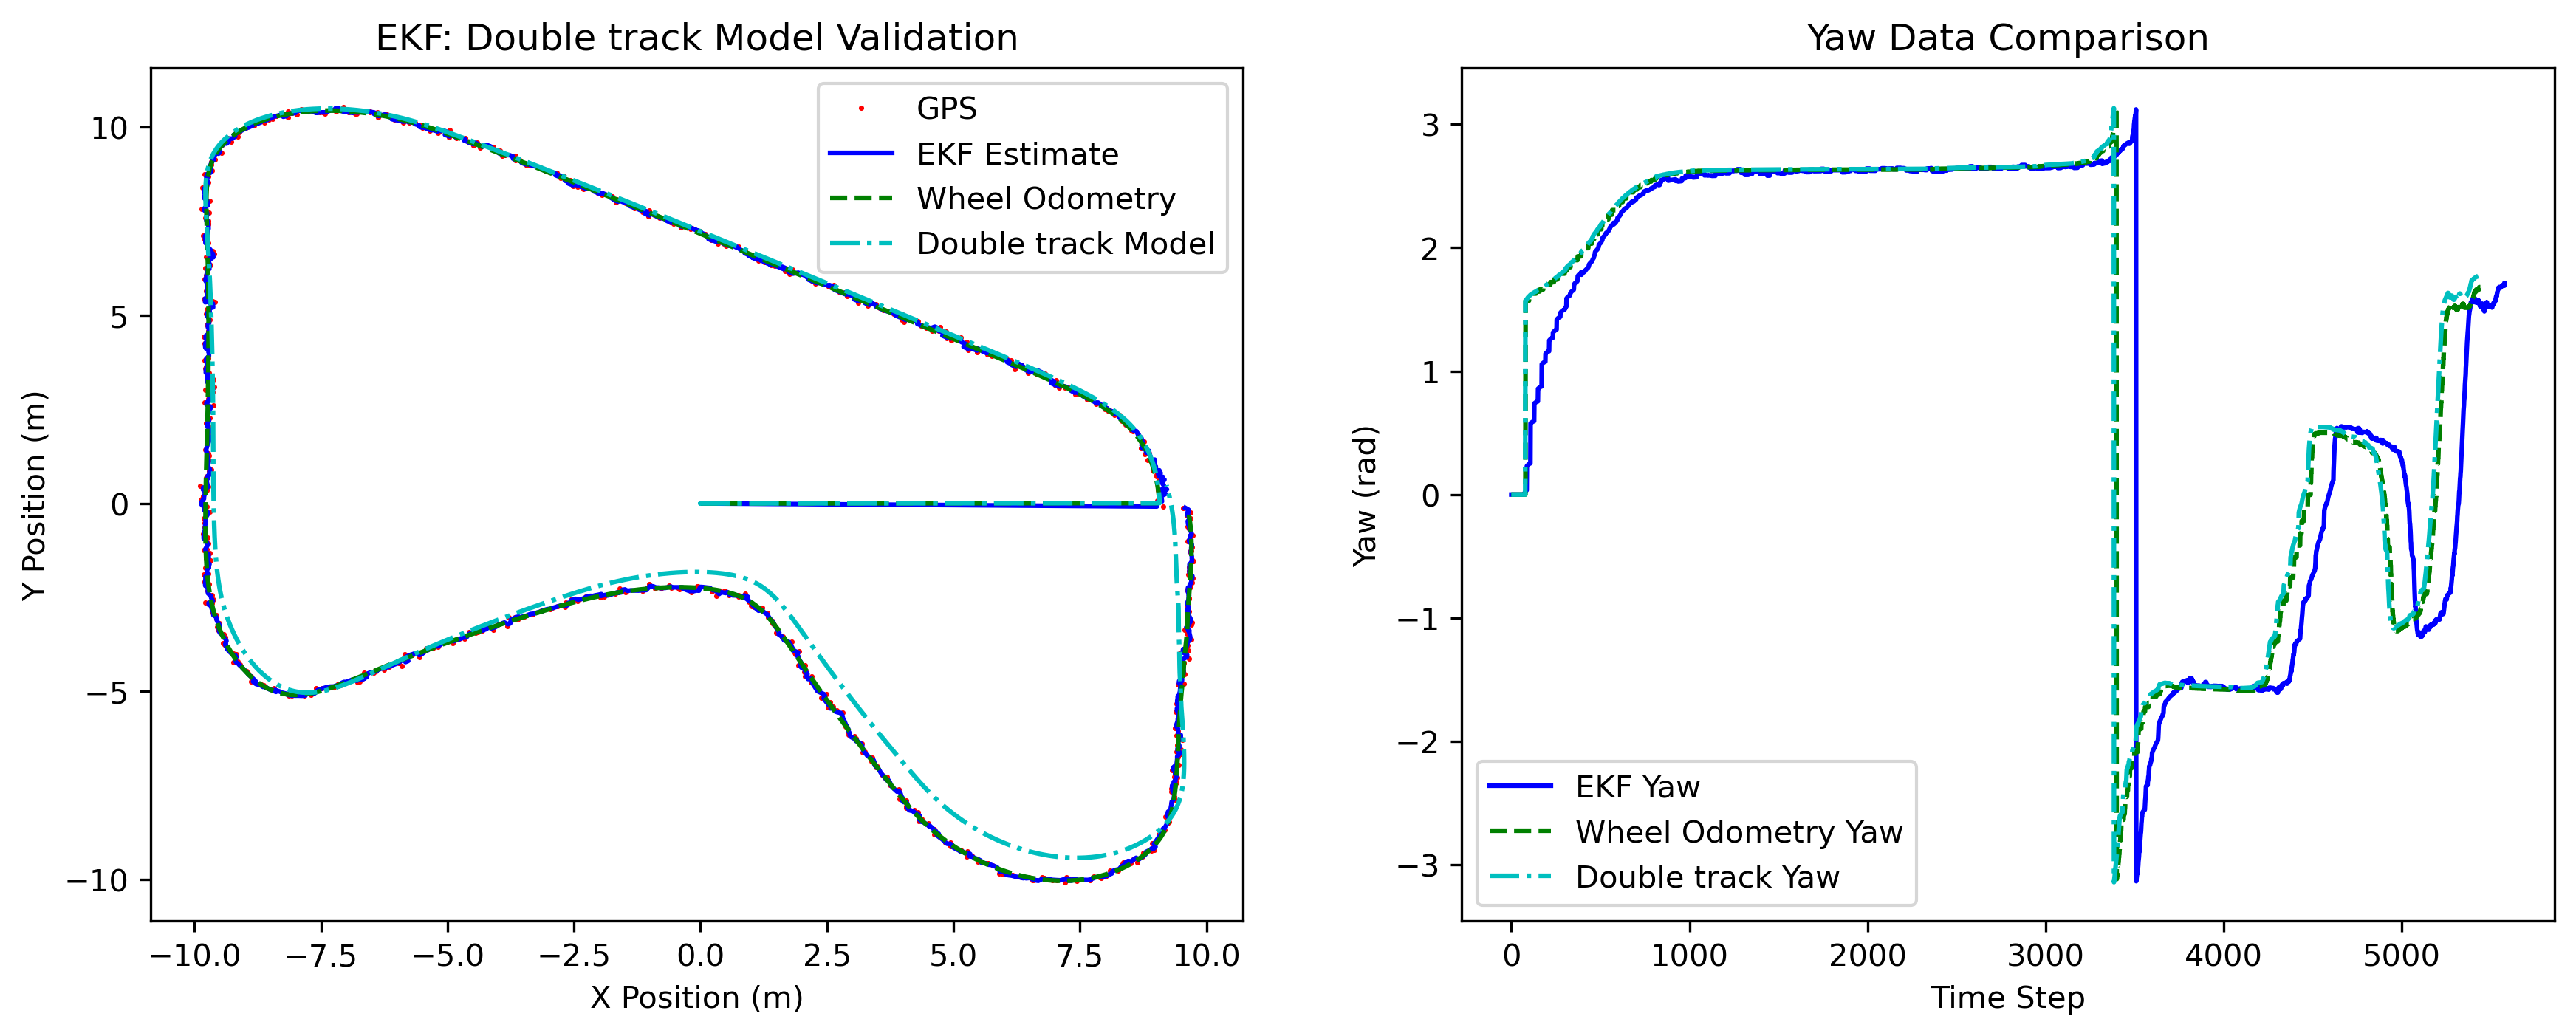 EKF: Double track Model Validation
GPS
EKF Estimate
Wheel Odometry
Double track Model
10
5
0
−5
−10
Y Position (m)
−10.0 −7.5 −5.0 −2.5 0.0 2.5 5.0 7.5 10.0
X Position (m)
Yaw Data Comparison
3
2
1
0
−1
−2
−3
Yaw (rad)
EKF Yaw
Wheel Odometry Yaw
Double track Yaw
0 1000 2000 3000 4000 5000
Time Step